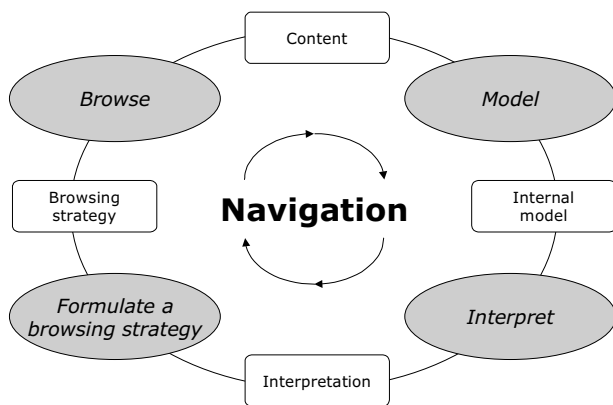 Content
Browse
Model
Browsing
strategy
Navigation
Internal
model
Formulate a
browsing strategy
Interpret
Interpretation